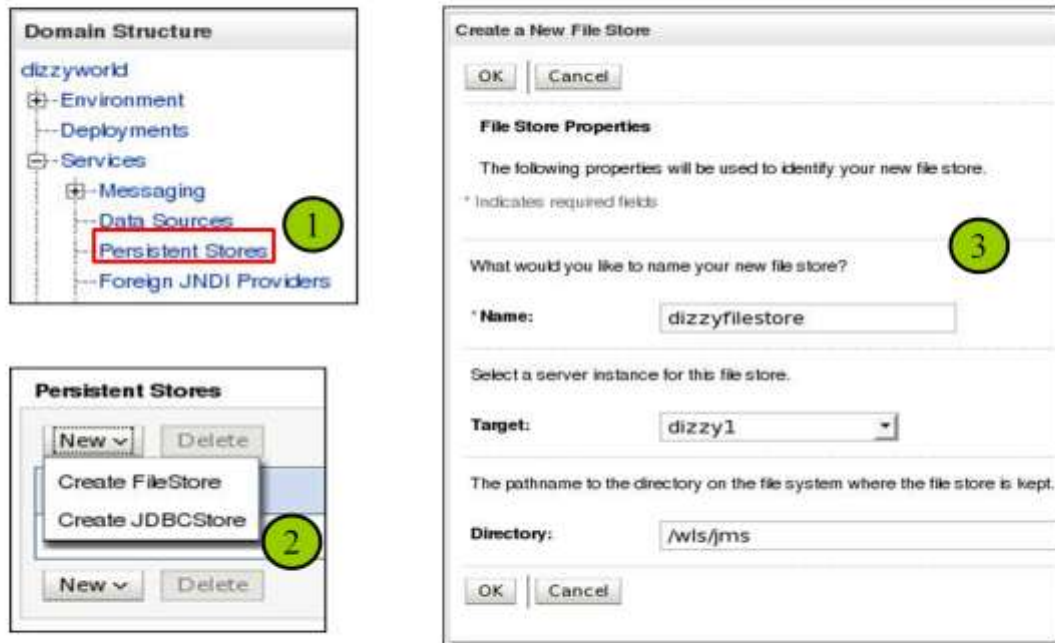 Domain Structure
dizzyworld
Environment
Deployments
Services
Messaging
Data Sources
Persistent Stores
Foreign JNDI Providers
1
Persistent Stores
New Delete
Create FileStore
Create JDBCStore
2
New Delete
Create a New File Store
OK Cancel
File Store Properties
The following properties will be used to identify your new file store.
* Indicates required fields
3
What would you like to name your new file store?
* Name: dizzyfilestore
Select a server instance for this file store.
Target: dizzy1
The pathname to the directory on the file system where the file store is kept.
Directory: /wls/jms
OK Cancel